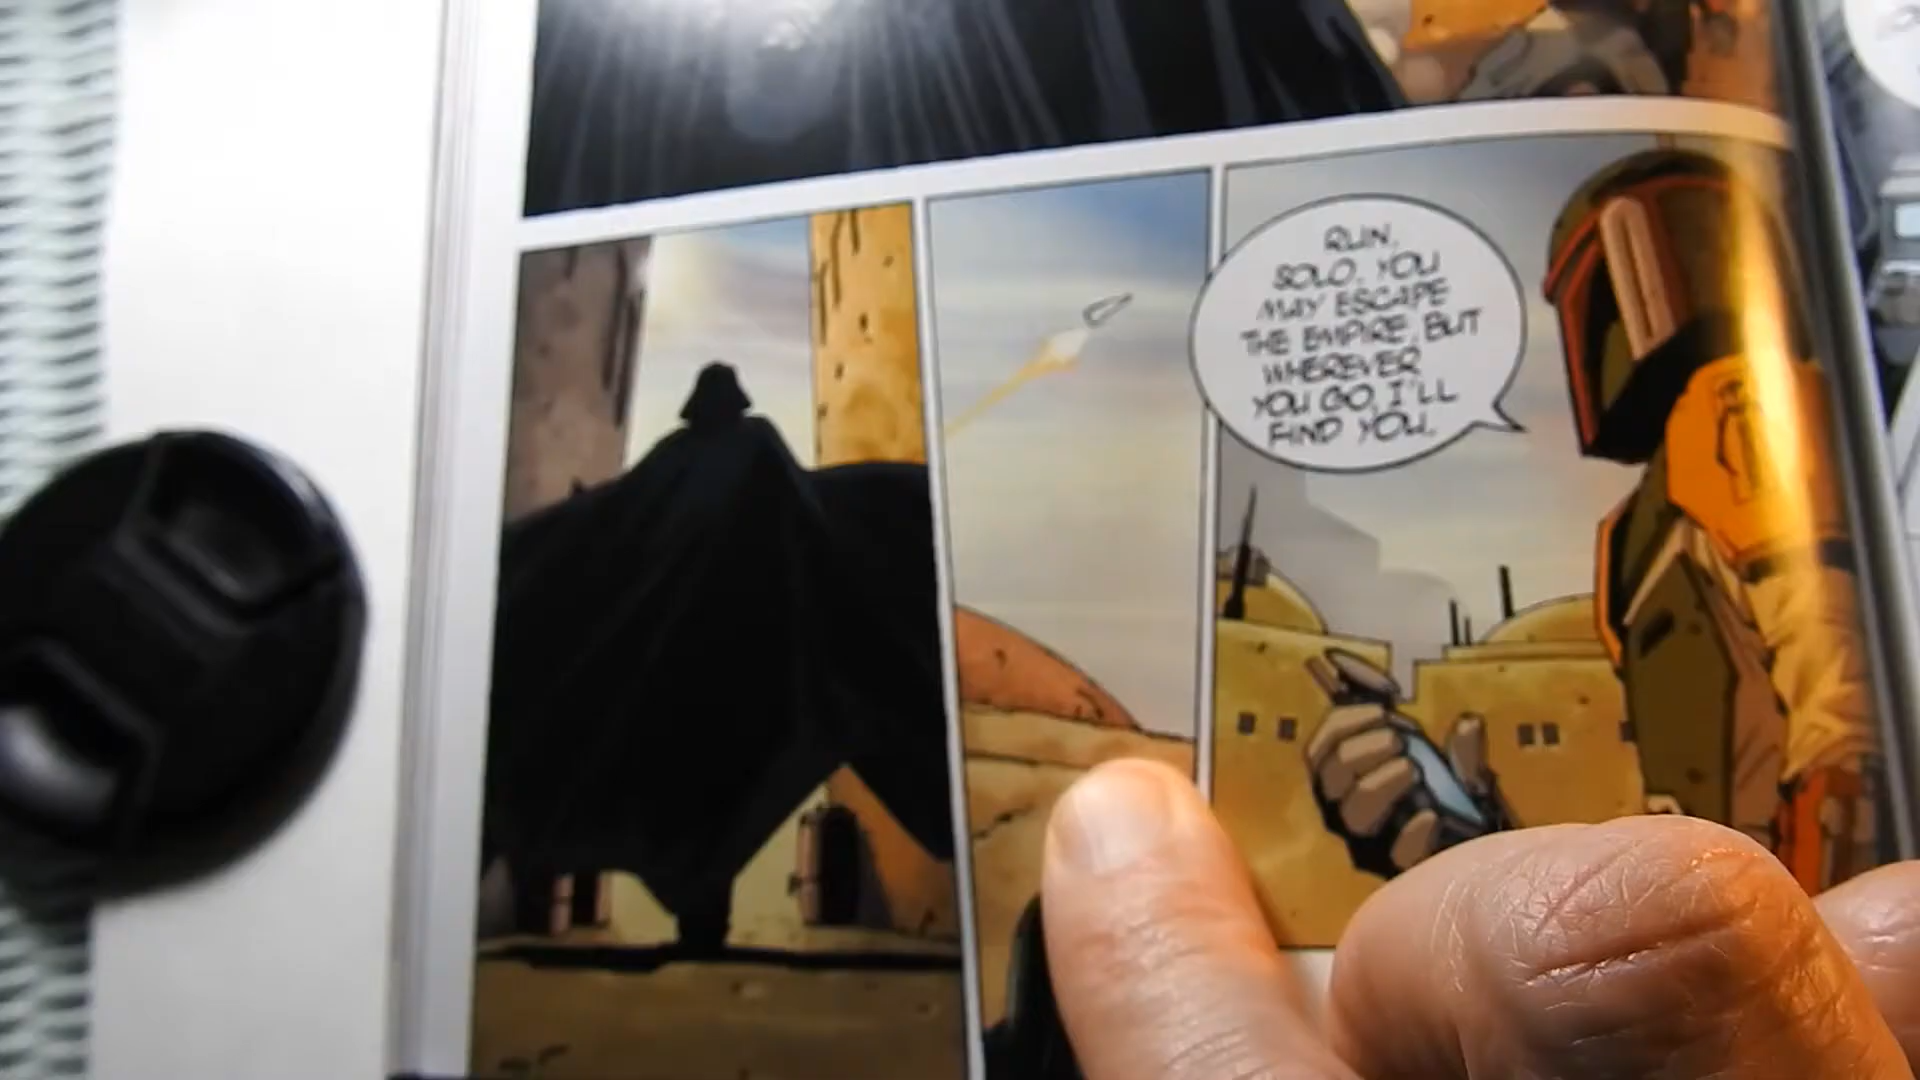 RUN,
SOLO. YOU
MAY ESCAPE
THE EMPIRE, BUT
WHEREVER
YOU GO, I'LL
FIND YOU.